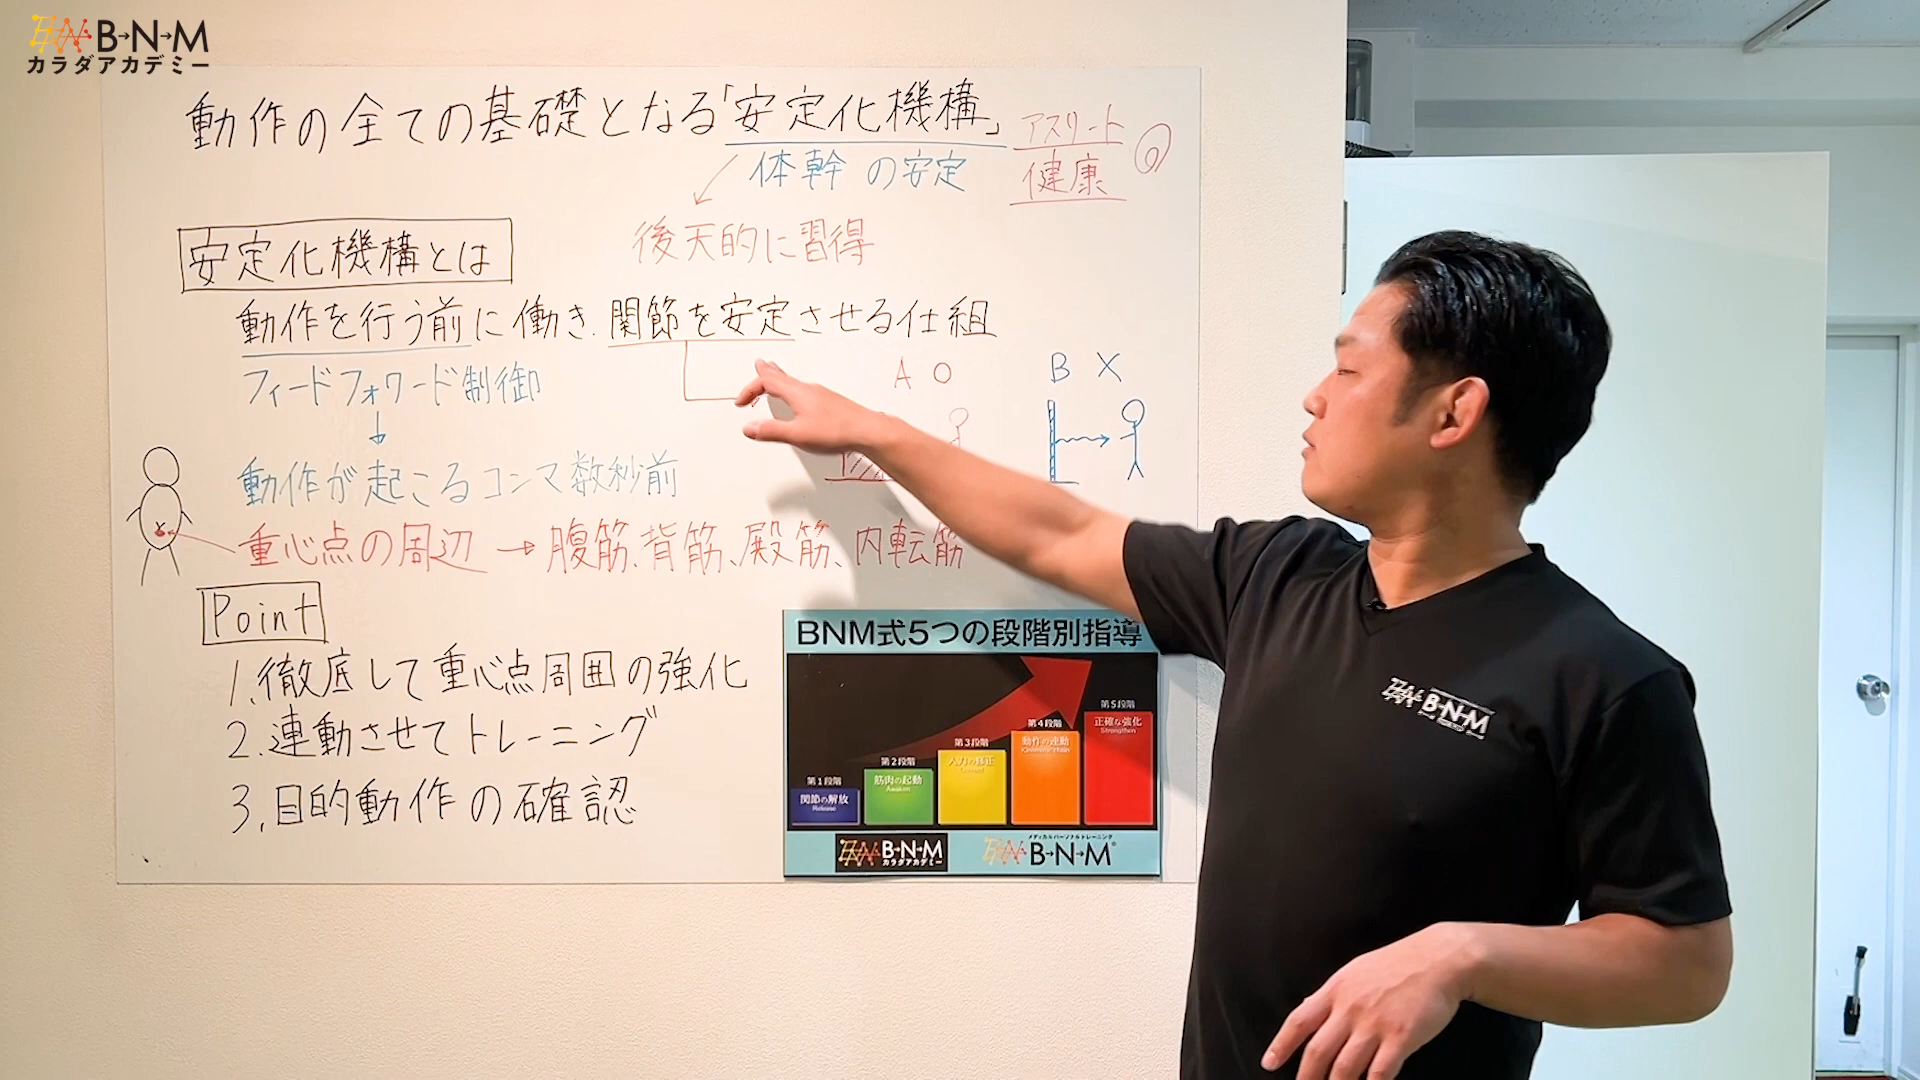 B→N→M
カラダアカデミー
動作の全ての基礎となる「安定化機構」
アスリート
健康
体幹の安定
後天的に習得
安定化機構とは
動作を行う前に働き、関節を安定させる仕組
フィードフォワード制御
A O
B X
動作が起こるコンマ数秒前
重心点の周辺→腹筋、背筋、殿筋、内転筋
Point
1.徹底して重心点周囲の強化
2.連動させてトレーニング
3.目的動作の確認
BNM式5つの段階別指導
第5段階
正確な強化
Strengthen
第4段階
動作の連動
Kinematic chain
第3段階
入力の修正
第2段階
筋肉の起動
Awaken
第1段階
関節の解放
Release
B→N→M
カラダアカデミー
メディカルパーソナルトレーニング
B→N→M
B→N→M